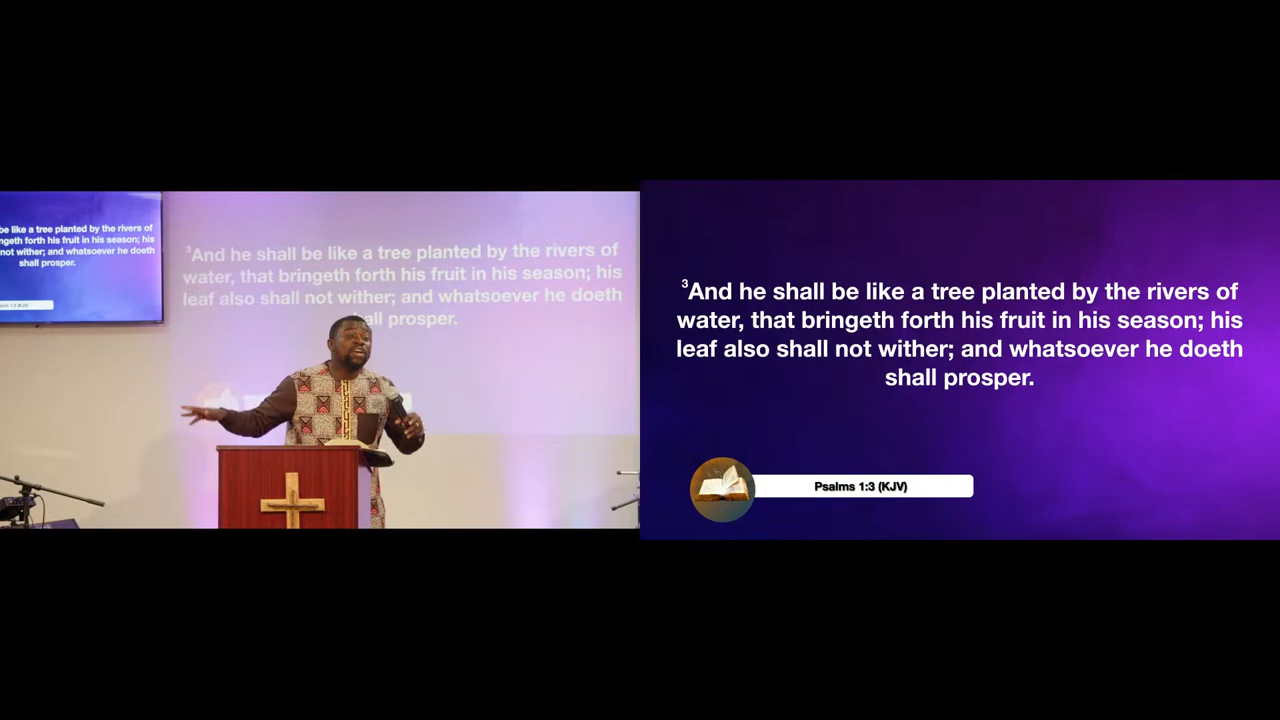 be like a tree planted by the rivers of
ngeth forth his fruit in his season; his
not wither; and whatsoever he doeth
shall prosper.
3And he shall be like a tree planted by the rivers of
water, that bringeth forth his fruit in his season; his
leaf also shall not wither; and whatsoever he doeth
shall prosper.
3And he shall be like a tree planted by the rivers of
water, that bringeth forth his fruit in his season; his
leaf also shall not wither; and whatsoever he doeth
shall prosper.
Psalms 1:3 (KJV)